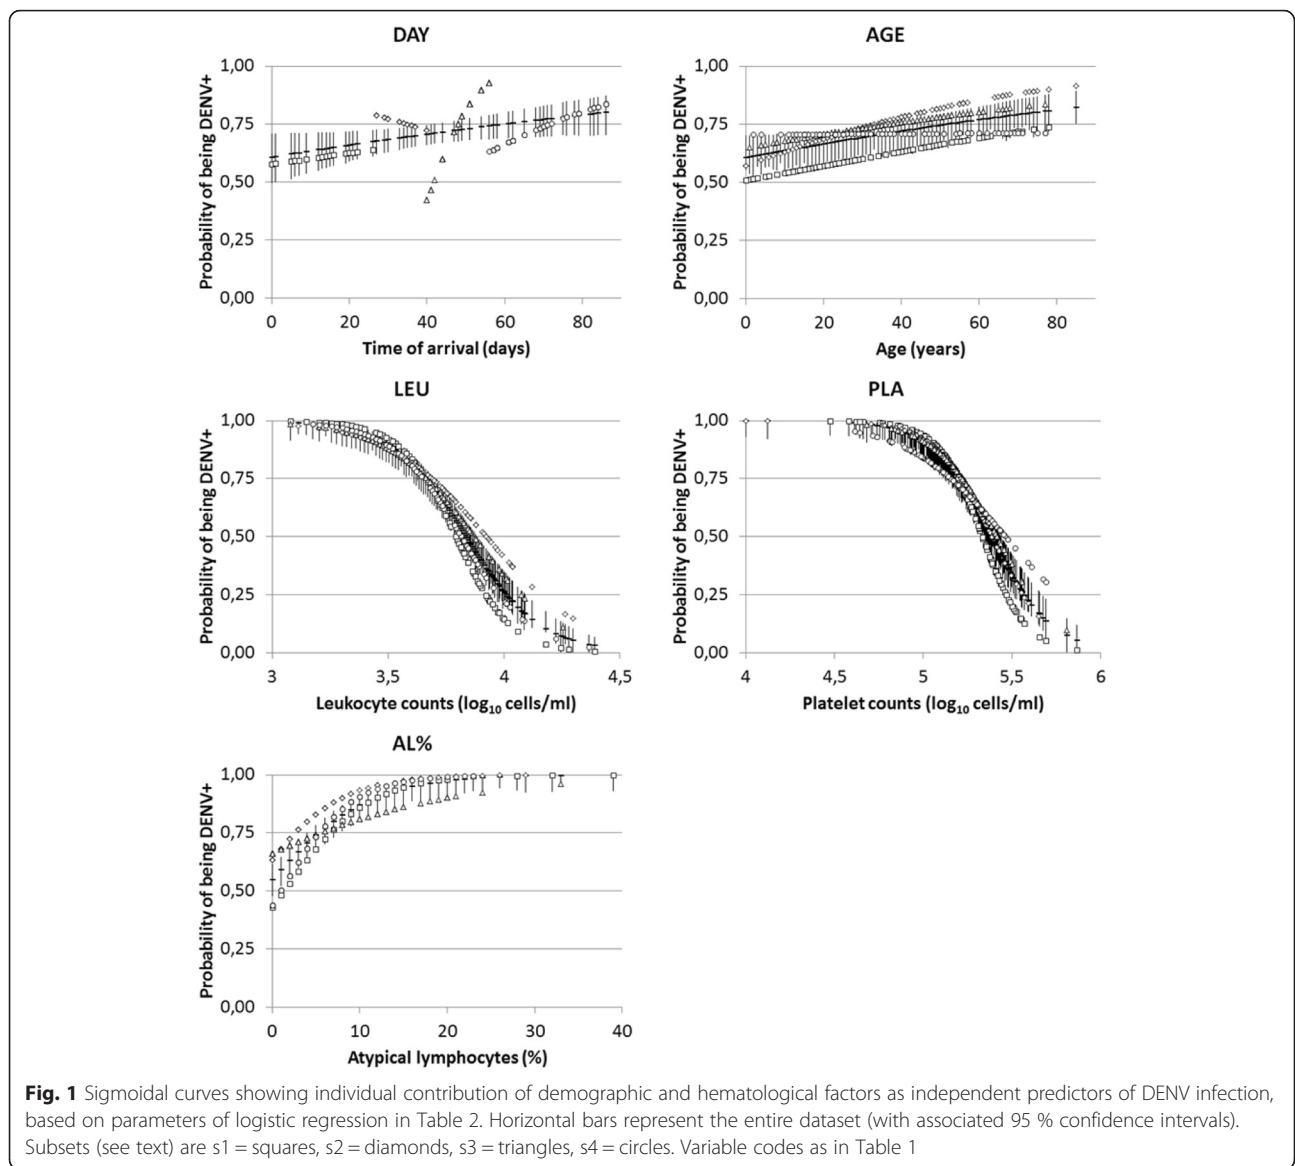 DAY
Probability of being DENV+
1,00
0,75
0,50
0,25
0,00
0 20 40 60 80
Time of arrival (days)
AGE
Probability of being DENV+
1,00
0,75
0,50
0,25
0,00
0 20 40 60 80
Age (years)
LEU
Probability of being DENV+
1,00
0,75
0,50
0,25
0,00
3 3,5 4 4,5
Leukocyte counts (log10 cells/ml)
PLA
Probability of being DENV+
1,00
0,75
0,50
0,25
0,00
4 4,5 5 5,5 6
Platelet counts (log10 cells/ml)
AL%
Probability of being DENV+
1,00
0,75
0,50
0,25
0,00
0 10 20 30 40
Atypical lymphocytes (%)
Fig. 1 Sigmoidal curves showing individual contribution of demographic and hematological factors as independent predictors of DENV infection,
based on parameters of logistic regression in Table 2. Horizontal bars represent the entire dataset (with associated 95 % confidence intervals).
Subsets (see text) are s1 = squares, s2 = diamonds, s3 = triangles, s4 = circles. Variable codes as in Table 1